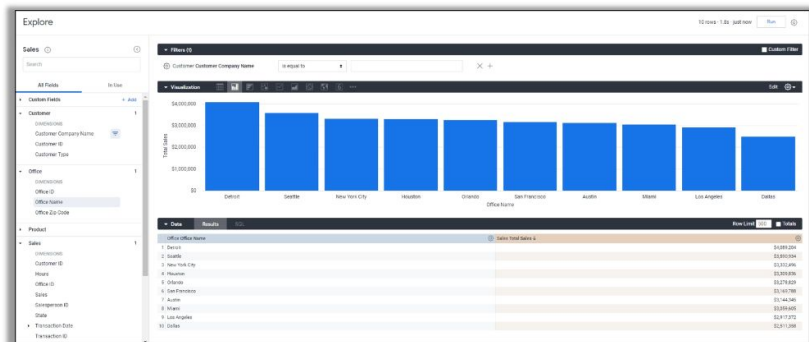 Explore
10 rows · 1.3s · just now Run
Sales
Search
All Fields In Use
Custom Fields + Add
Customer 1
DIMENSIONS
Customer Company Name
Customer ID
Customer Type
Office 1
DIMENSIONS
Office ID
Office Name
Office Zip Code
Product
Sales 1
DIMENSIONS
Customer ID
Hours
Office ID
Sales
Salesperson ID
State
Transaction Date
Transaction ID
Filters (1) Custom Filter
Customer Customer Company Name is equal to
Visualization Edit
Total Sales
$4,000,000
$3,000,000
$2,000,000
$1,000,000
$0
Detroit Seattle New York City Houston Orlando San Francisco Austin Miami Los Angeles Dallas
Office Name
Data Results SQL Row Limit 500 Totals
Office Office Name Sales Total Sales
1 Detroit
2 Seattle
3 New York City
4 Houston
5 Orlando
6 San Francisco
7 Austin
8 Miami
9 Los Angeles
10 Dallas